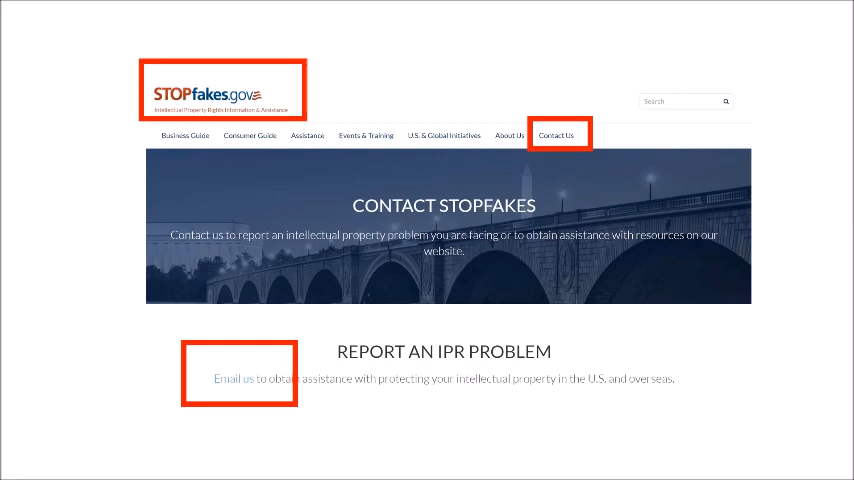 STOPfakes.gov
Intellectual Property Rights Information & Assistance
Search
Business Guide Consumer Guide Assistance Events & Training U.S. & Global Initiatives About Us Contact Us
CONTACT STOPFAKES
Contact us to report an intellectual property problem you are facing or to obtain assistance with resources on our
website.
REPORT AN IPR PROBLEM
Email us to obtain assistance with protecting your intellectual property in the U.S. and overseas.